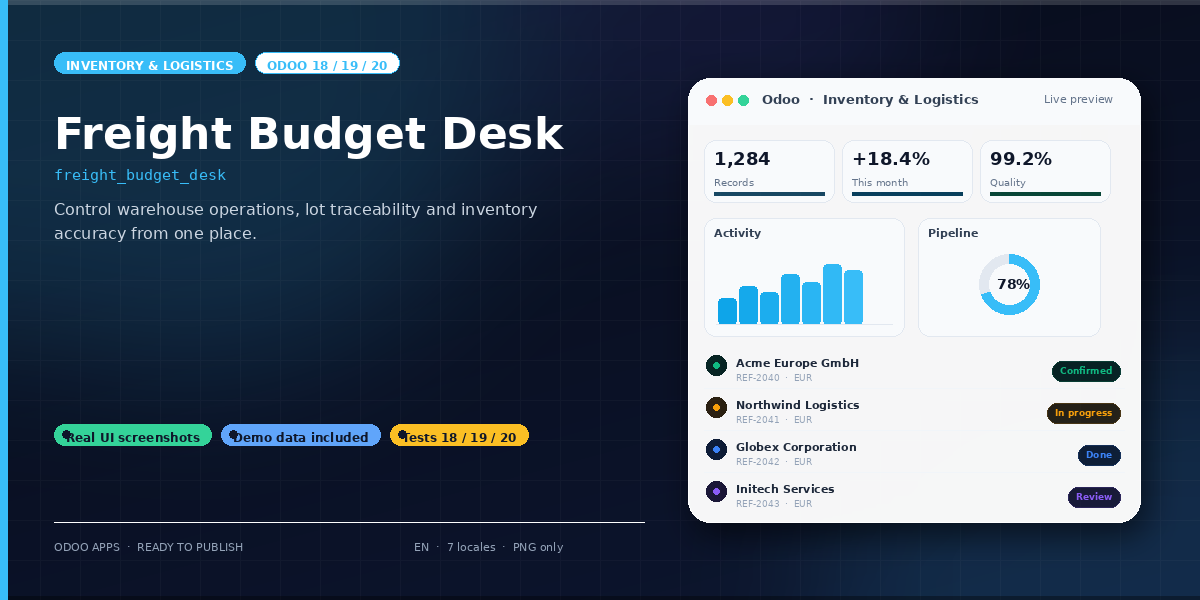 INVENTORY & LOGISTICS
ODOO 18 / 19 / 20
Freight Budget Desk
freight_budget_desk
Control warehouse operations, lot traceability and inventory
accuracy from one place.
Real UI screenshots
Demo data included
Tests 18 / 19 / 20
ODOO APPS · READY TO PUBLISH
EN · 7 locales · PNG only
Odoo · Inventory & Logistics
Live preview
1,284
Records
+18.4%
This month
99.2%
Quality
Activity
Pipeline
78%
Acme Europe GmbH
REF-2040 · EUR
Confirmed
Northwind Logistics
REF-2041 · EUR
In progress
Globex Corporation
REF-2042 · EUR
Done
Initech Services
REF-2043 · EUR
Review